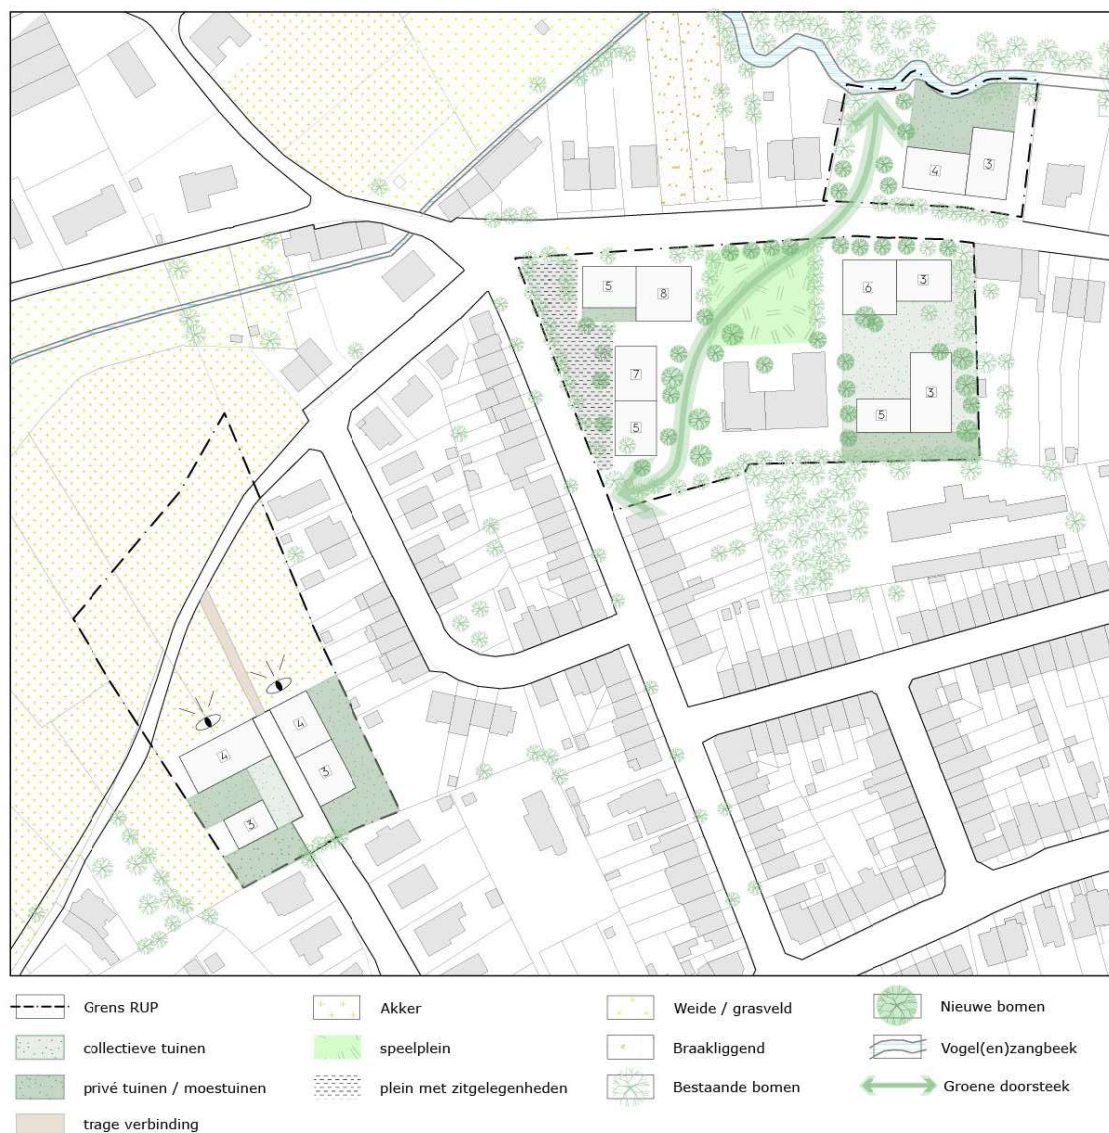 4
3
5
8
6
3
7
5
3
5
4
4
3
3
Grens RUP
Akker
Weide / grasveld
Nieuwe bomen
collectieve tuinen
speelplein
Braakliggend
Vogel(en)zangbeek
privé tuinen / moestuinen
plein met zitgelegenheden
Bestaande bomen
Groene doorsteek
trage verbinding